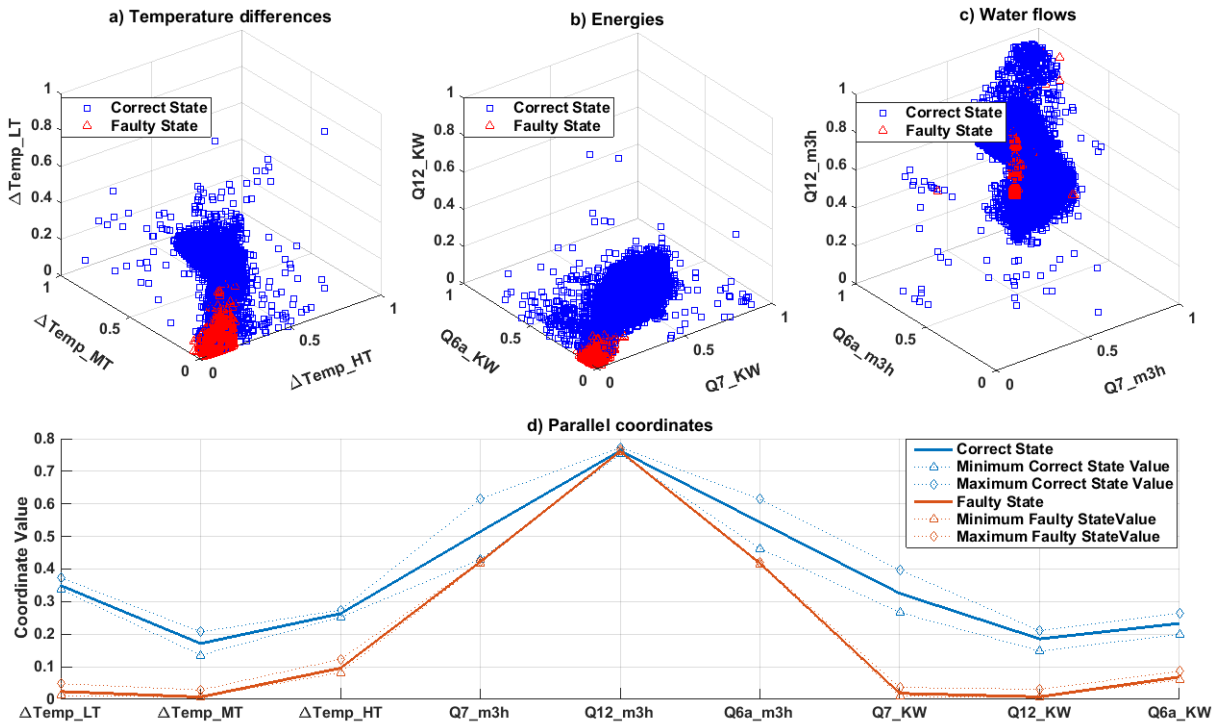 a) Temperature differences
1
0.8
0.6
0.4
0.2
0
ΔTemp_LT
Correct State
Faulty State
1
0.5
0
ΔTemp_MT
0
0.5
1
ΔTemp_HT
b) Energies
1
0.8
0.6
0.4
0.2
0
Q12_KW
Correct State
Faulty State
1
0.5
0
Q6a_KW
0
0.5
1
Q7_KW
c) Water flows
1
0.8
0.6
0.4
0.2
0
Q12_m3h
Correct State
Faulty State
1
0.5
0
Q6a_m3h
0
0.5
1
Q7_m3h
d) Parallel coordinates
0.8
0.7
0.6
0.5
0.4
0.3
0.2
0.1
0
Coordinate Value
Correct State
Minimum Correct State Value
Maximum Correct State Value
Faulty State
Minimum Faulty StateValue
Maximum Faulty StateValue
ΔTemp_LT ΔTemp_MT ΔTemp_HT Q7_m3h Q12_m3h Q6a_m3h Q7_KW Q12_KW Q6a_KW